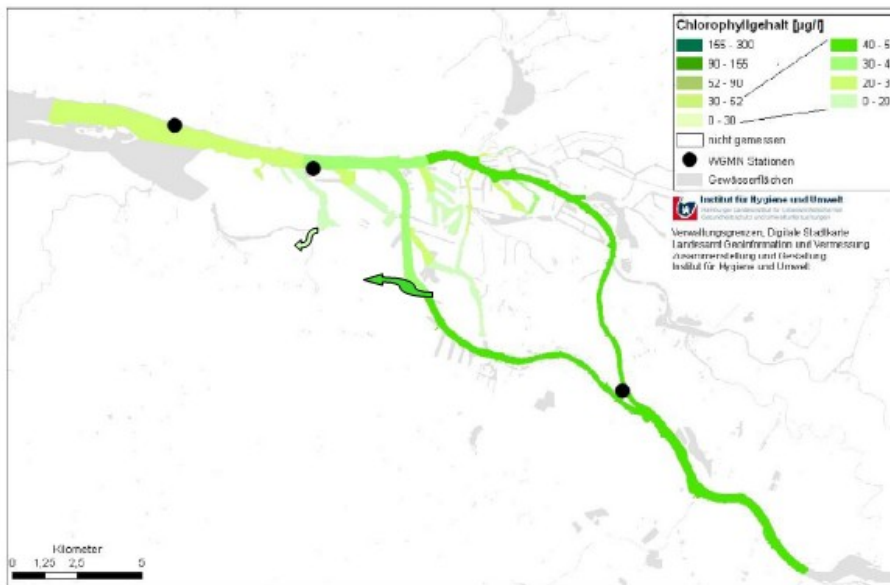 Chlorophyllgehalt [µg/l]
155 - 300
90 - 155
52 - 90
30 - 52
0 - 30
nicht gemessen
WGMN Stationen
Gewässerflächen
40 - 5
30 - 4
20 - 3
0 - 20
Institut für Hygiene und Umwelt
Verwaltungsgrenzen, Digitale Stadtkarte
Landesamt Geoinformation und Vermessung
Zusammenstellung und Gestaltung
Institut für Hygiene und Umwelt
Kilometer
0 1,25 2,5 5